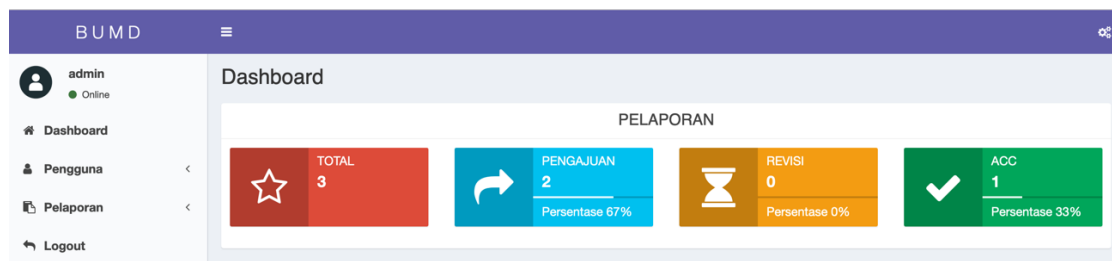 BUMD
admin
Online
Dashboard
Pengguna
Pelaporan
Logout
Dashboard
PELAPORAN
TOTAL
3
PENGAJUAN
2
Persentase 67%
REVISI
0
Persentase 0%
ACC
1
Persentase 33%